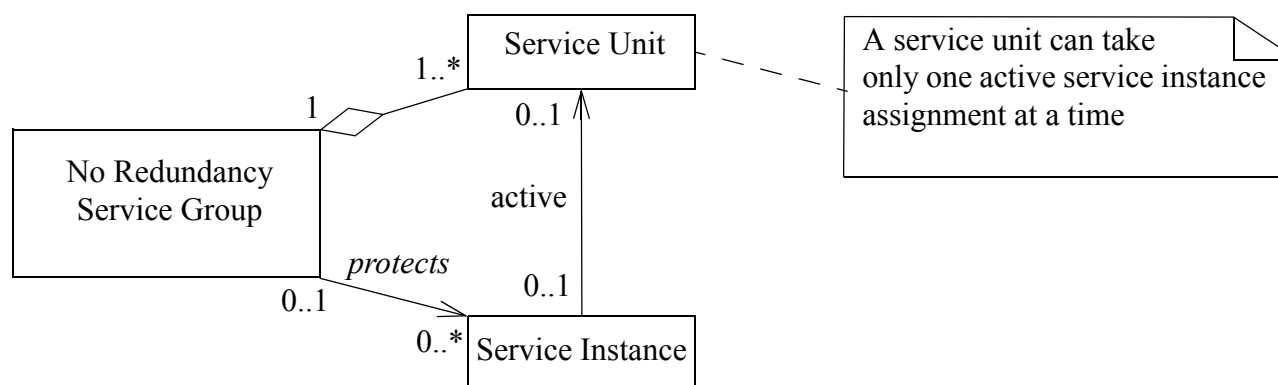 Service Unit
A service unit can take
only one active service instance
assignment at a time
1..*
1
0..1
No Redundancy
Service Group
active
protects
0..1
0..1
0..*
Service Instance